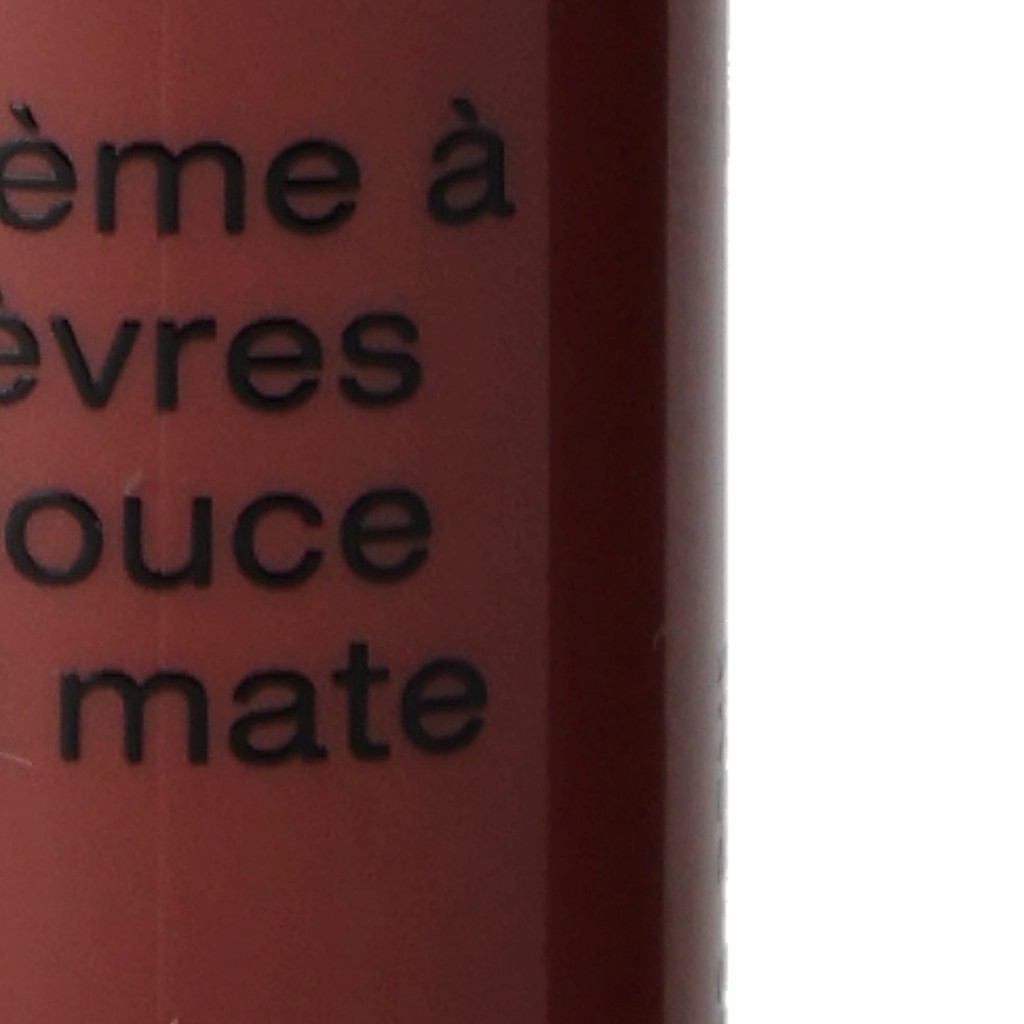 ème à
èvres
ouce
mate